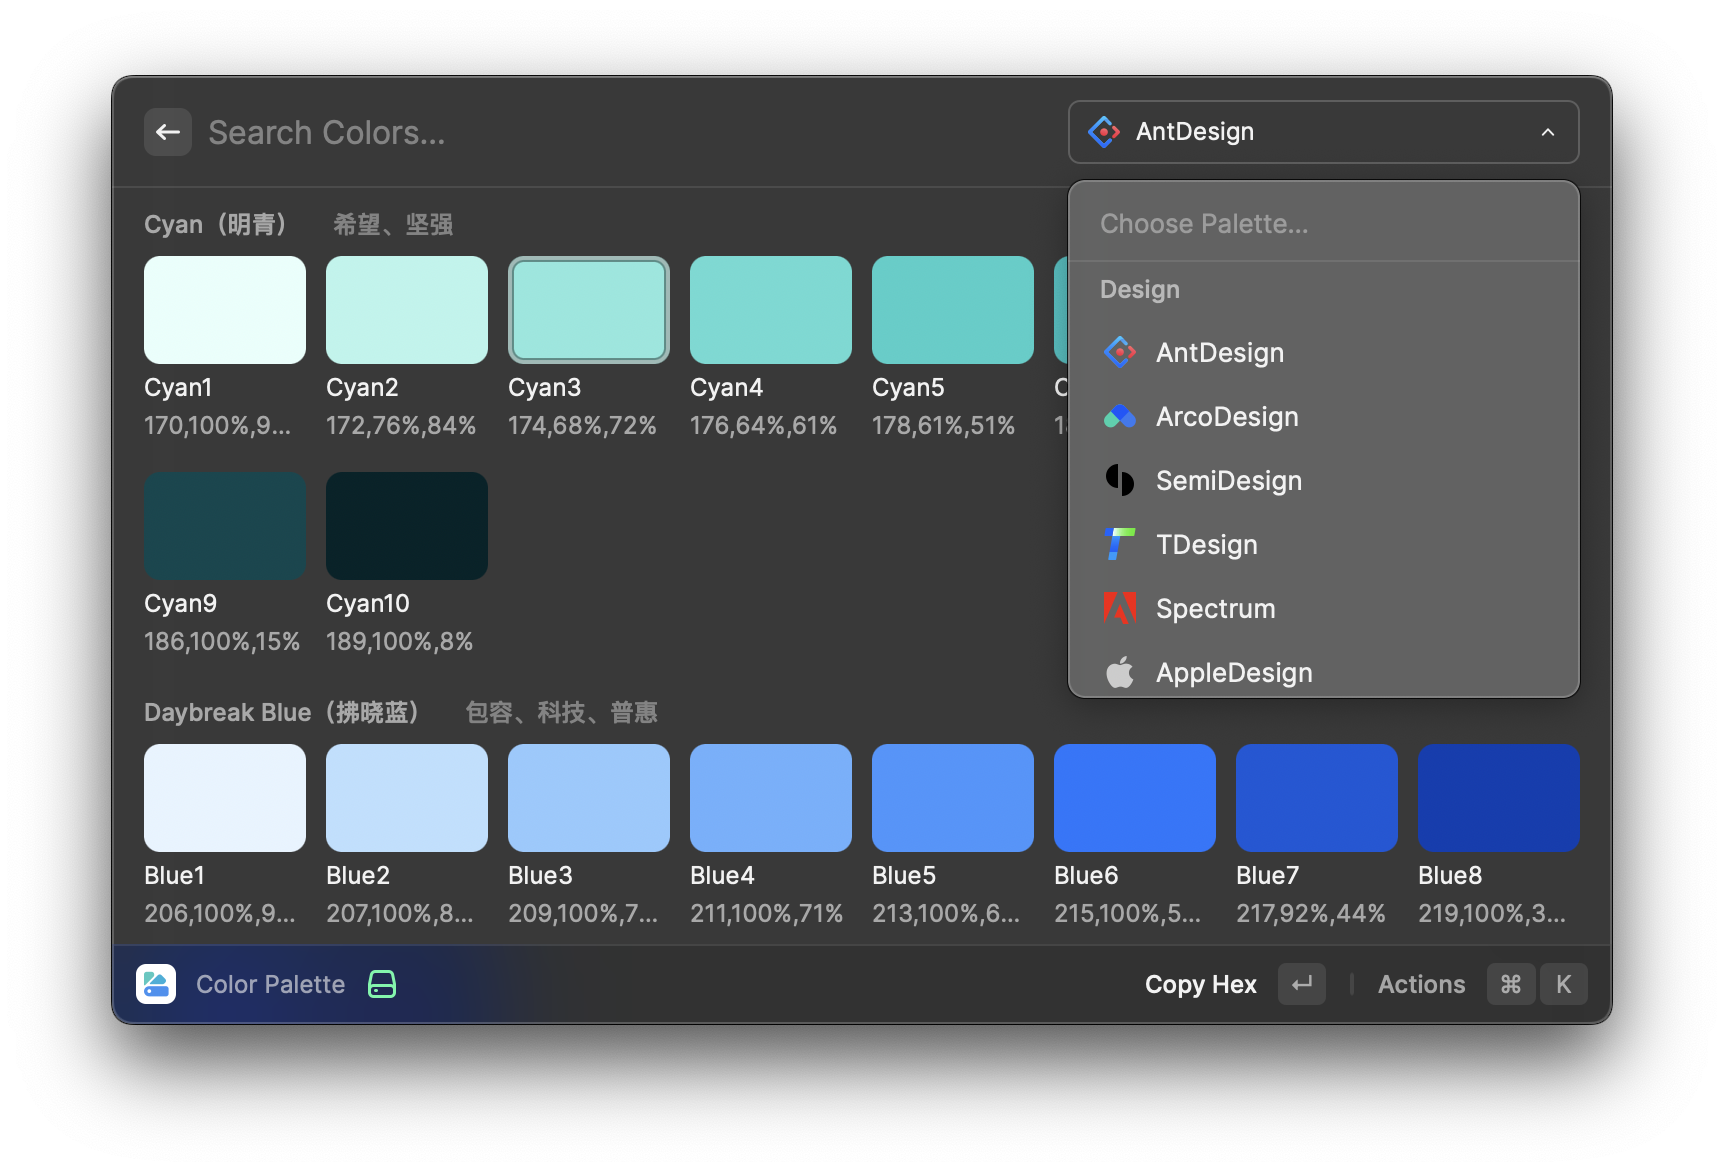 Search Colors...
AntDesign
Choose Palette...
Design
AntDesign
ArcoDesign
SemiDesign
TDesign
Spectrum
AppleDesign
Cyan（明青） 希望、坚强
Cyan1 Cyan2 Cyan3 Cyan4 Cyan5
170,100%,9... 172,76%,84% 174,68%,72% 176,64%,61% 178,61%,51%
Cyan9 Cyan10
186,100%,15% 189,100%,8%
Daybreak Blue（拂晓蓝） 包容、科技、普惠
Blue1 Blue2 Blue3 Blue4 Blue5 Blue6 Blue7 Blue8
206,100%,9... 207,100%,8... 209,100%,7... 211,100%,71% 213,100%,6... 215,100%,5... 217,92%,44% 219,100%,3...
Color Palette Copy Hex Actions ⌘ K